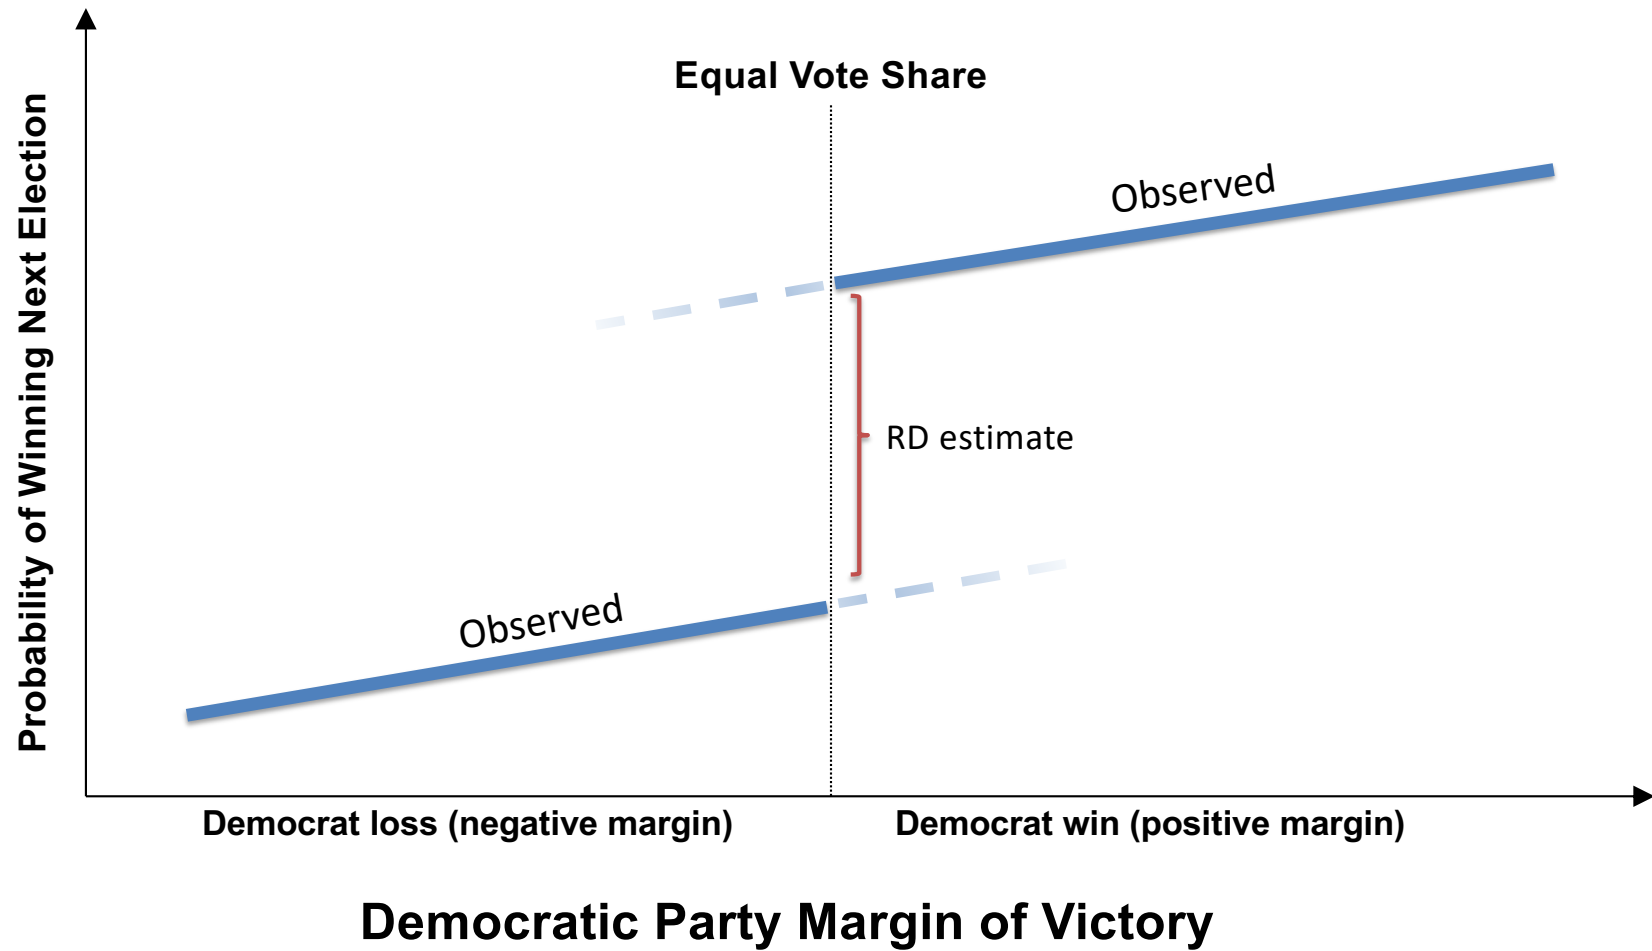 Equal Vote Share
Probability of Winning Next Election
Observed
RD estimate
Observed
Democrat loss (negative margin)
Democrat win (positive margin)
Democratic Party Margin of Victory